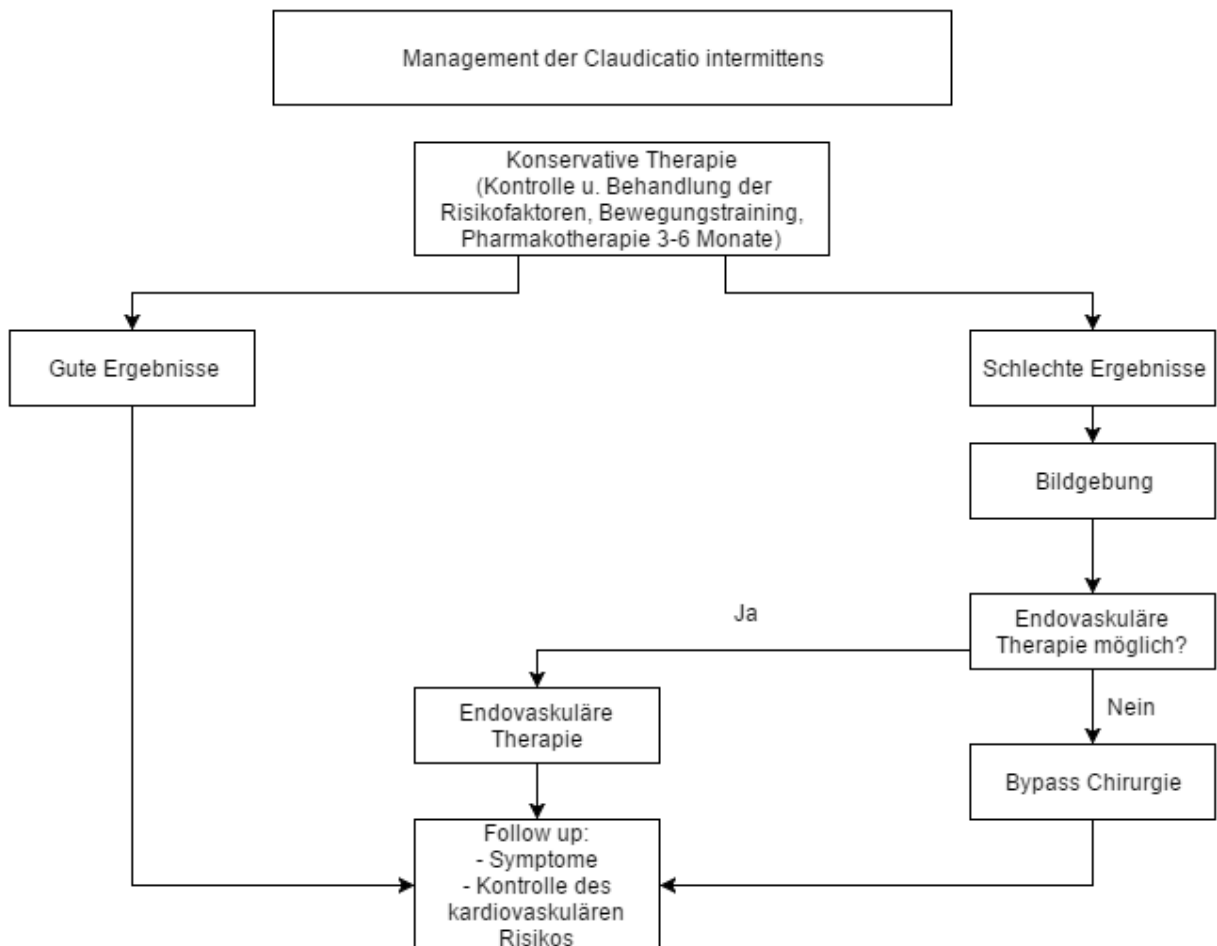 Management der Claudicatio intermittens
Konservative Therapie
(Kontrolle u. Behandlung der
Risikofaktoren, Bewegungstraining,
Pharmakotherapie 3-6 Monate)
Gute Ergebnisse
Schlechte Ergebnisse
Bildgebung
Endovaskuläre
Therapie möglich?
Ja
Nein
Endovaskuläre
Therapie
Bypass Chirurgie
Follow up:
- Symptome
- Kontrolle des
kardiovaskulären
Risikos